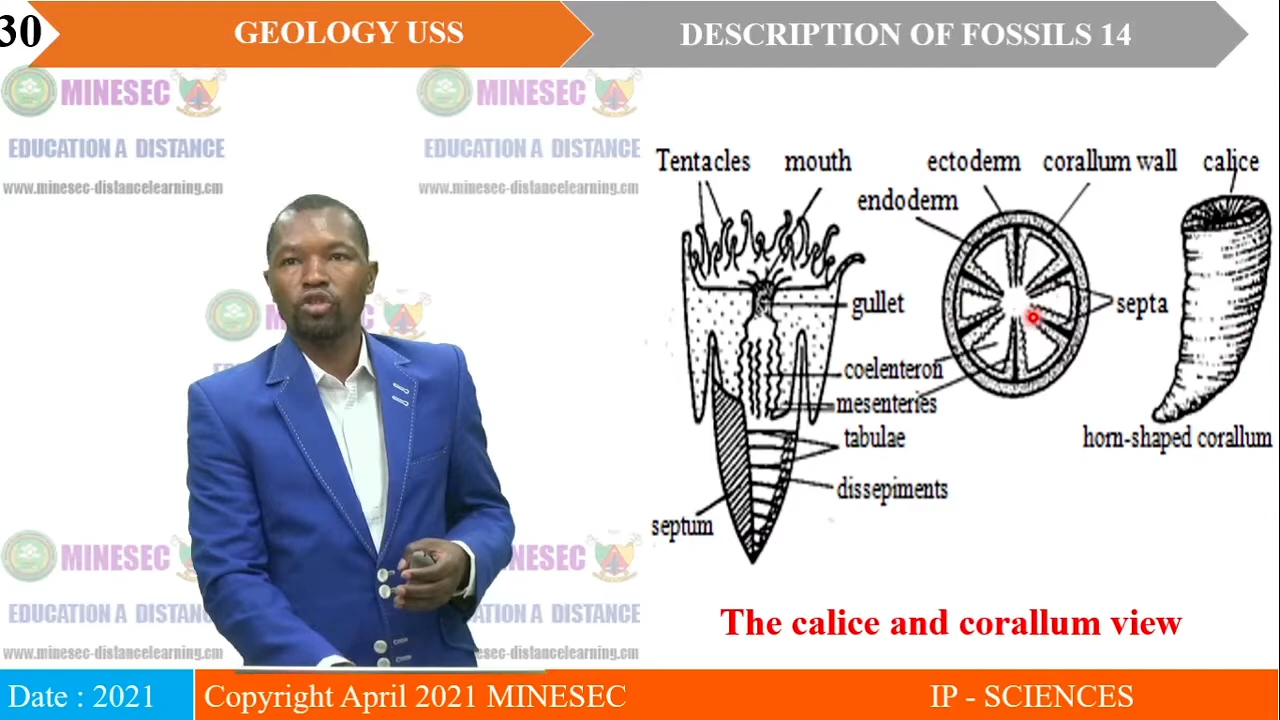 30
GEOLOGY USS
DESCRIPTION OF FOSSILS 14
MINESEC
EDUCATION A DISTANCE
www.minesec-distancelearning.cm
MINESEC
EDUCATION A DISTANCE
www.minesec-distancelearning.cm
Tentacles
mouth
ectoderm
corallum wall
calice
endoderm
gullet
septa
coelenteron
mesenteries
tabulae
horn-shaped corallum
dissepiments
septum
MINESEC
EDUCATION A DISTANC
www.minesec-distancelearning.cm
MINESEC
ATION A DISTANCE
sec-distancelearning.cm
The calice and corallum view
Date : 2021
Copyright April 2021 MINESEC
IP - SCIENCES